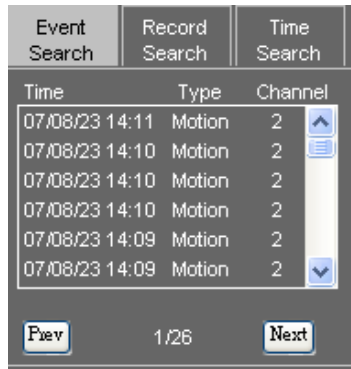 Event Search
Record Search
Time Search
Time Type Channel
07/08/23 14:11 Motion 2
07/08/23 14:10 Motion 2
07/08/23 14:10 Motion 2
07/08/23 14:10 Motion 2
07/08/23 14:09 Motion 2
07/08/23 14:09 Motion 2
Prev 1/26 Next